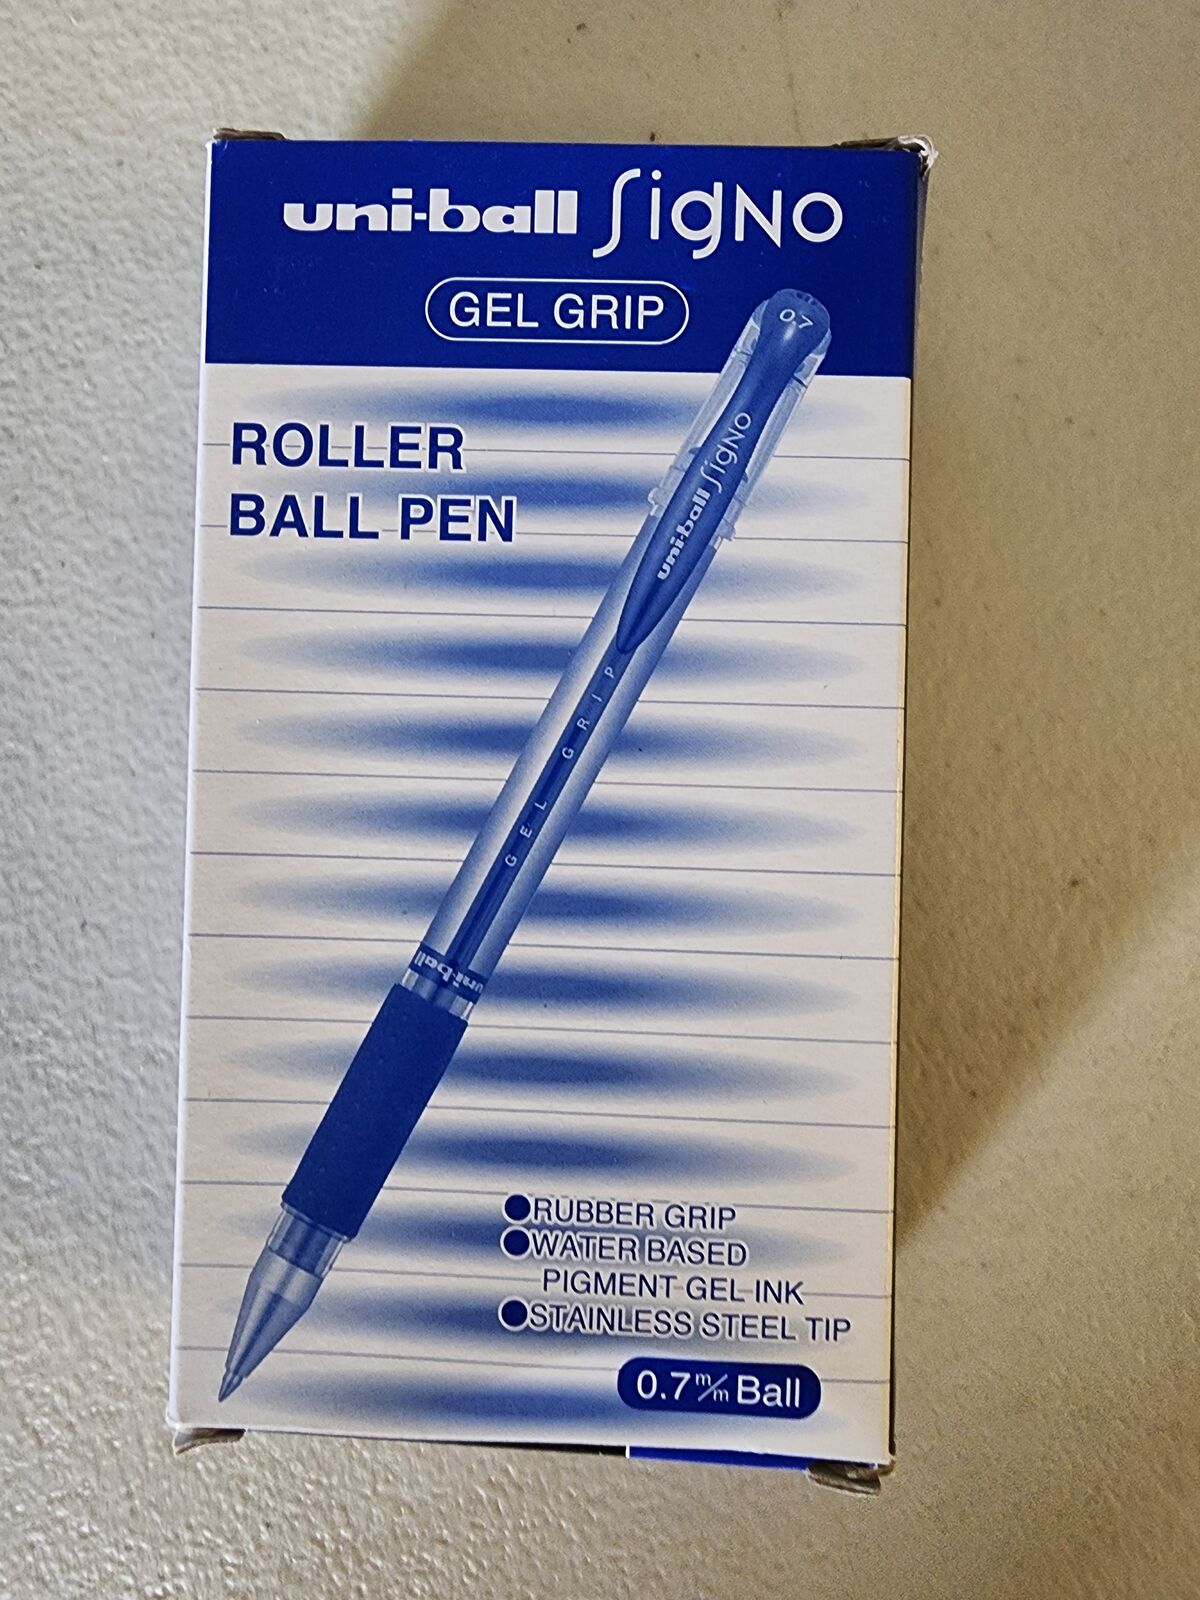 uni-ball SigNO
GEL GRIP
0.7
uni-ball SigNO
ROLLER
BALL PEN
GEL GRIP
uni-ball
●RUBBER GRIP
●WATER BASED
PIGMENT GEL INK
●STAINLESS STEEL TIP
0.7 m/m Ball